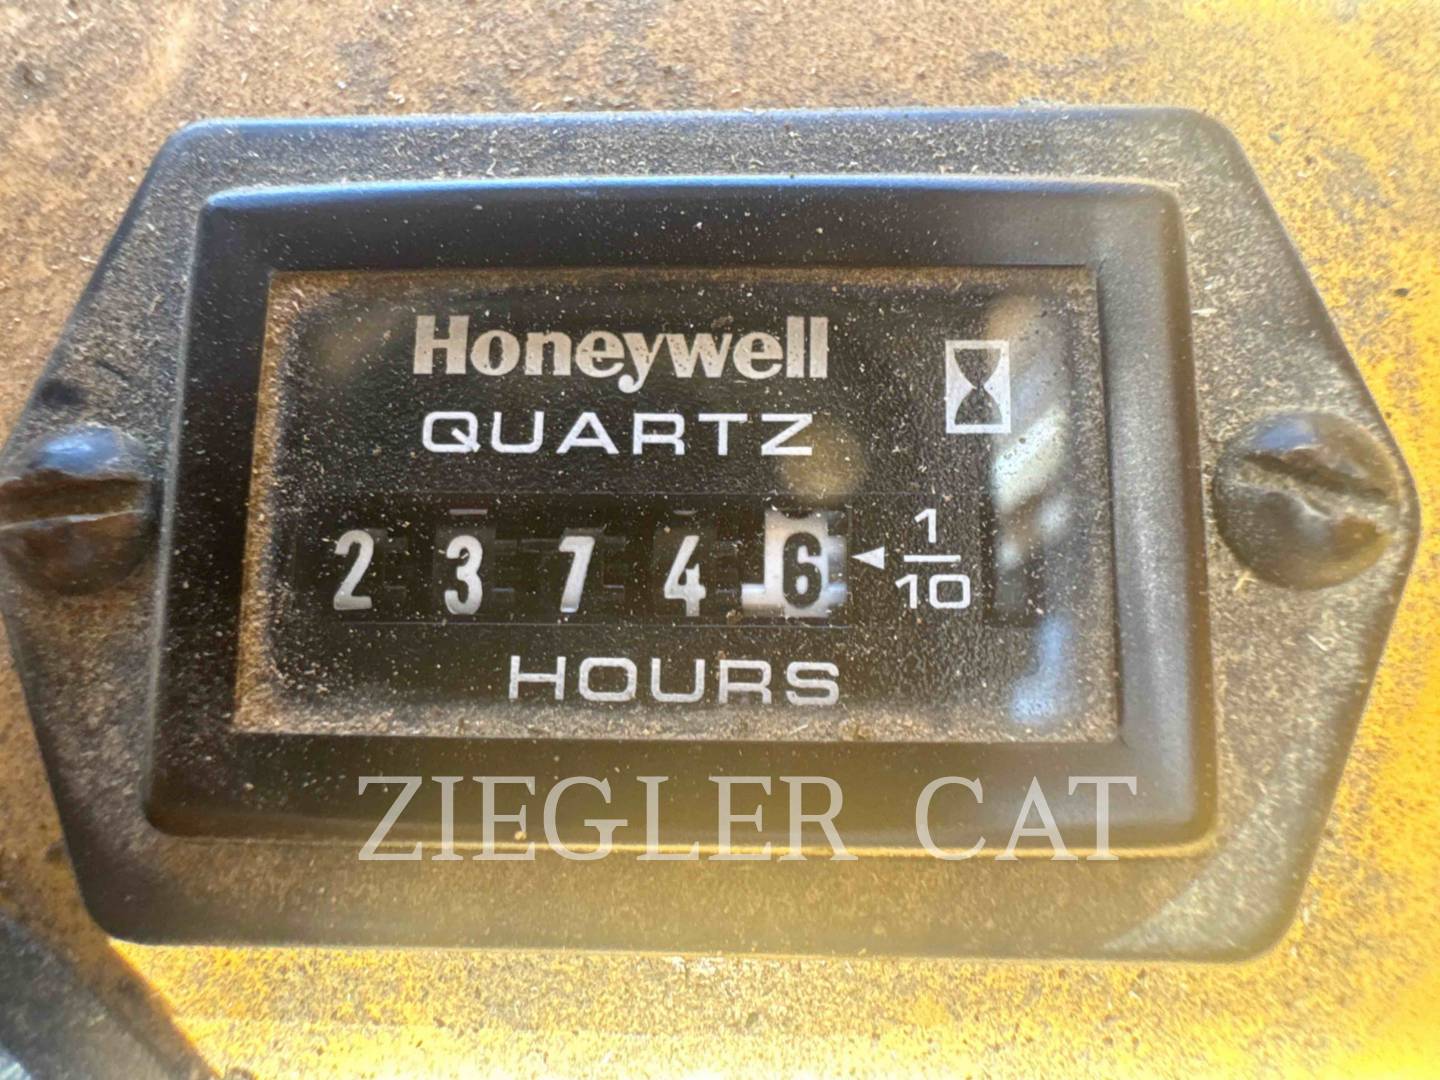 Honeywell
QUARTZ
2 3 7 4 6 ◄ 1/10
HOURS
ZIEGLER CAT